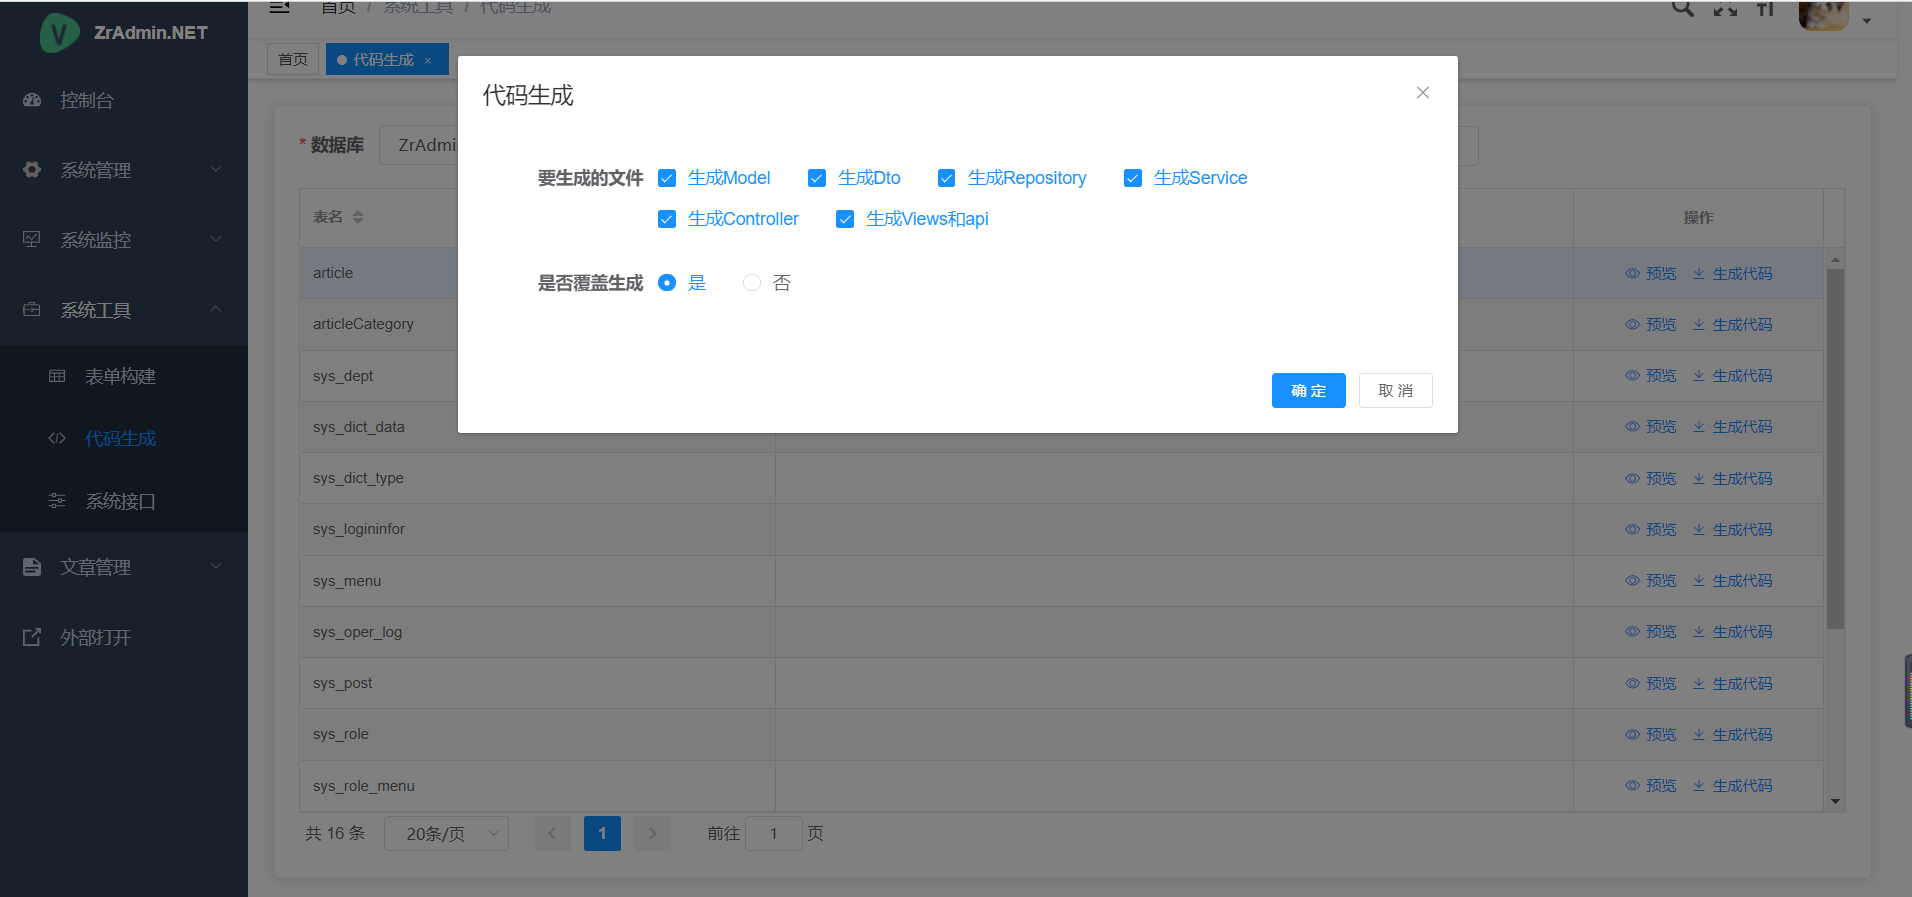 ZrAdmin.NET
控制台
系统管理
系统监控
系统工具
表单构建
代码生成
系统接口
文章管理
外部打开
首页 / 系统工具 / 代码生成
首页
代码生成 ×
* 数据库 ZrAdmi
表名 操作
代码生成
要生成的文件 生成Model 生成Dto 生成Repository 生成Service
生成Controller 生成Views和api
是否覆盖生成 是 否
确 定 取 消
article 预览 生成代码
articleCategory 预览 生成代码
sys_dept 预览 生成代码
sys_dict_data 预览 生成代码
sys_dict_type 预览 生成代码
sys_logininfor 预览 生成代码
sys_menu 预览 生成代码
sys_oper_log 预览 生成代码
sys_post 预览 生成代码
sys_role 预览 生成代码
sys_role_menu 预览 生成代码
共 16 条 20条/页 1 前往 1 页